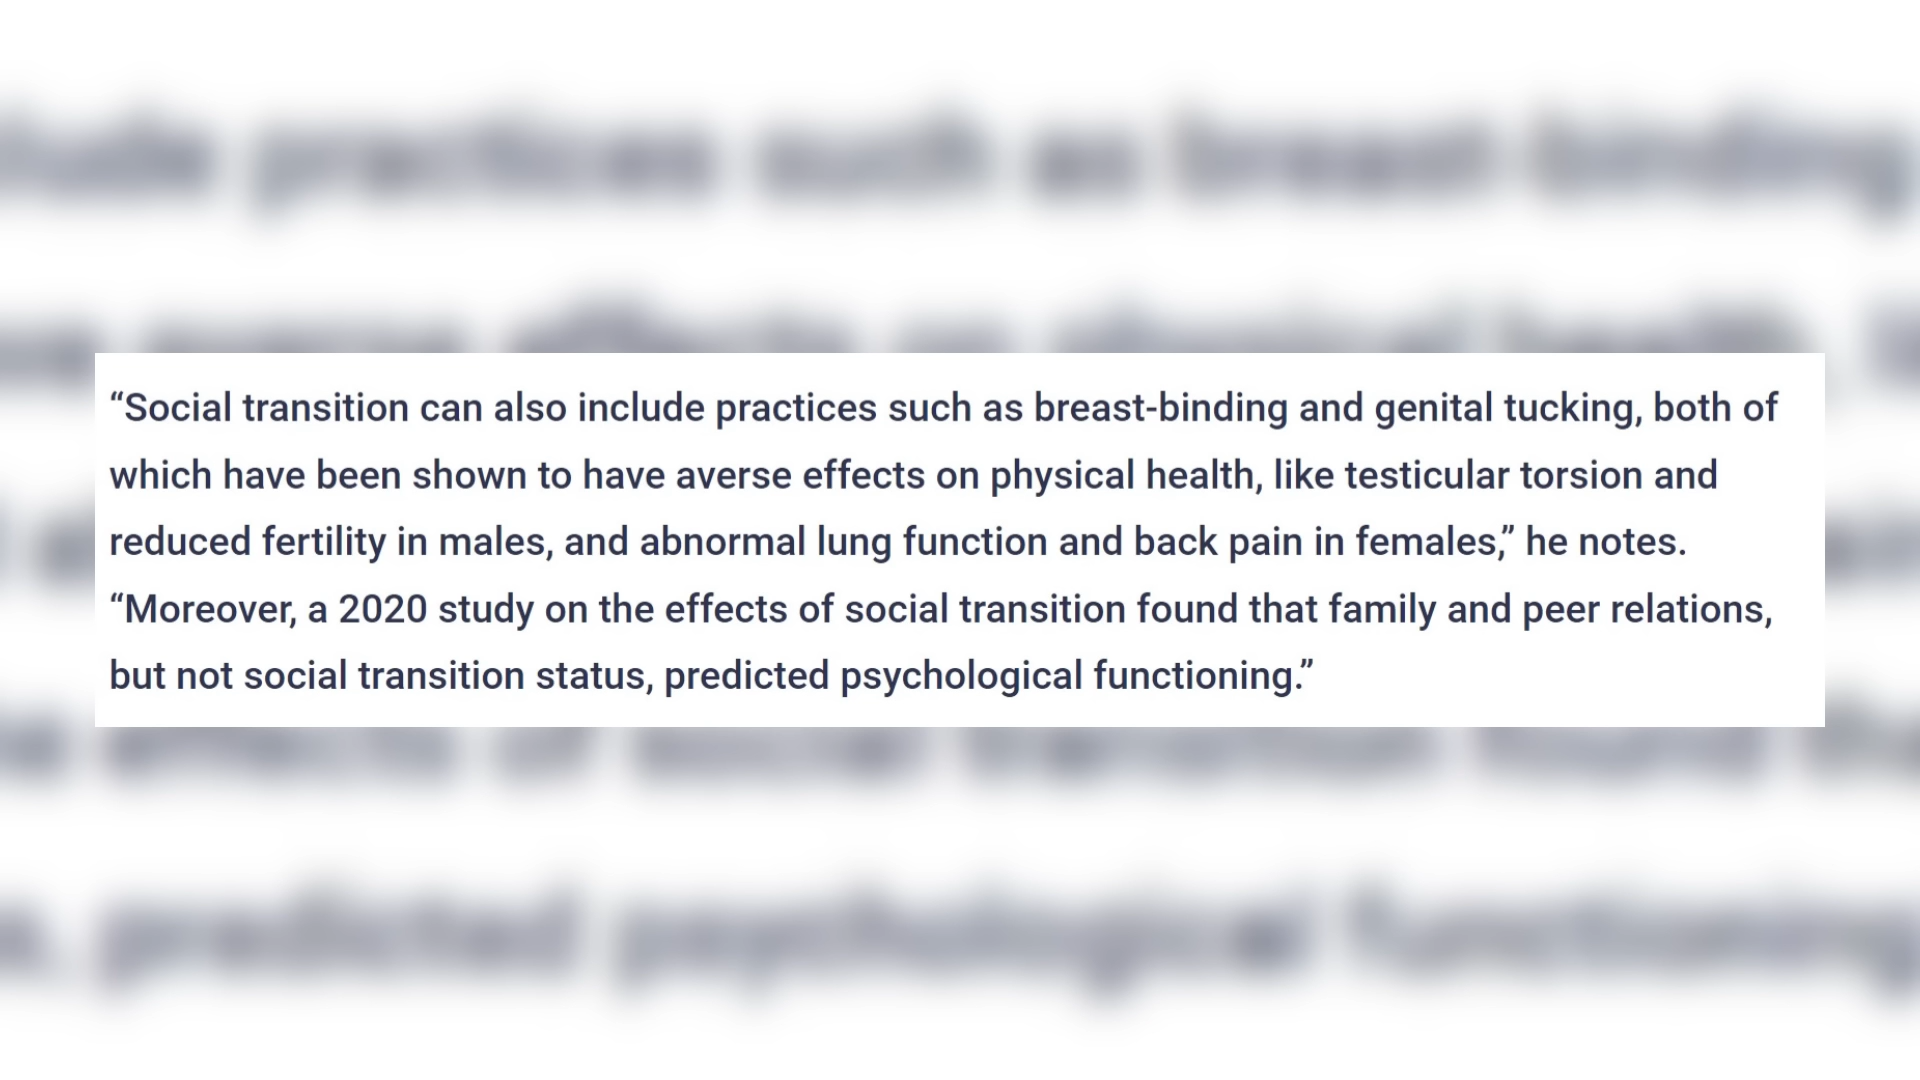 “Social transition can also include practices such as breast-binding and genital tucking, both of
which have been shown to have averse effects on physical health, like testicular torsion and
reduced fertility in males, and abnormal lung function and back pain in females,” he notes.
“Moreover, a 2020 study on the effects of social transition found that family and peer relations,
but not social transition status, predicted psychological functioning.”